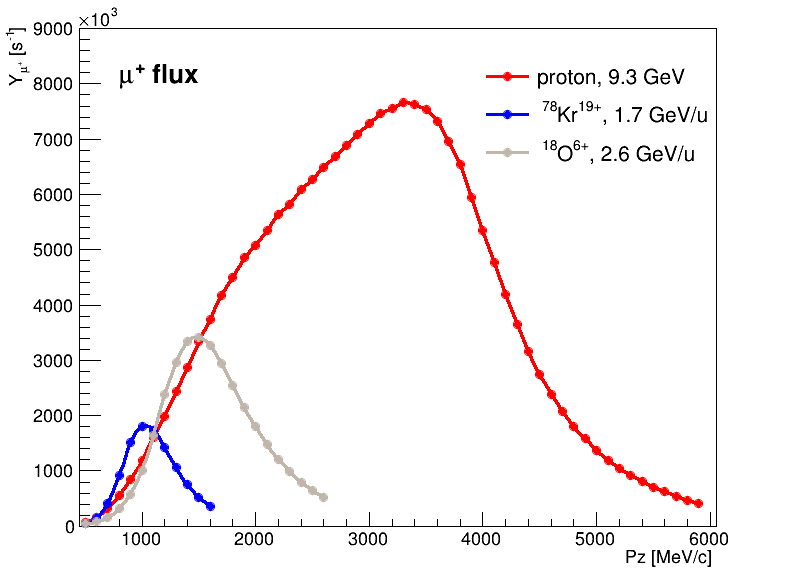 ×10³
Y_μ⁺ [s⁻¹]
9000
8000
7000
6000
5000
4000
3000
2000
1000
0
μ⁺ flux
proton, 9.3 GeV
⁷⁸Kr¹⁹⁺, 1.7 GeV/u
¹⁸O⁶⁺, 2.6 GeV/u
1000 2000 3000 4000 5000 6000
Pz [MeV/c]